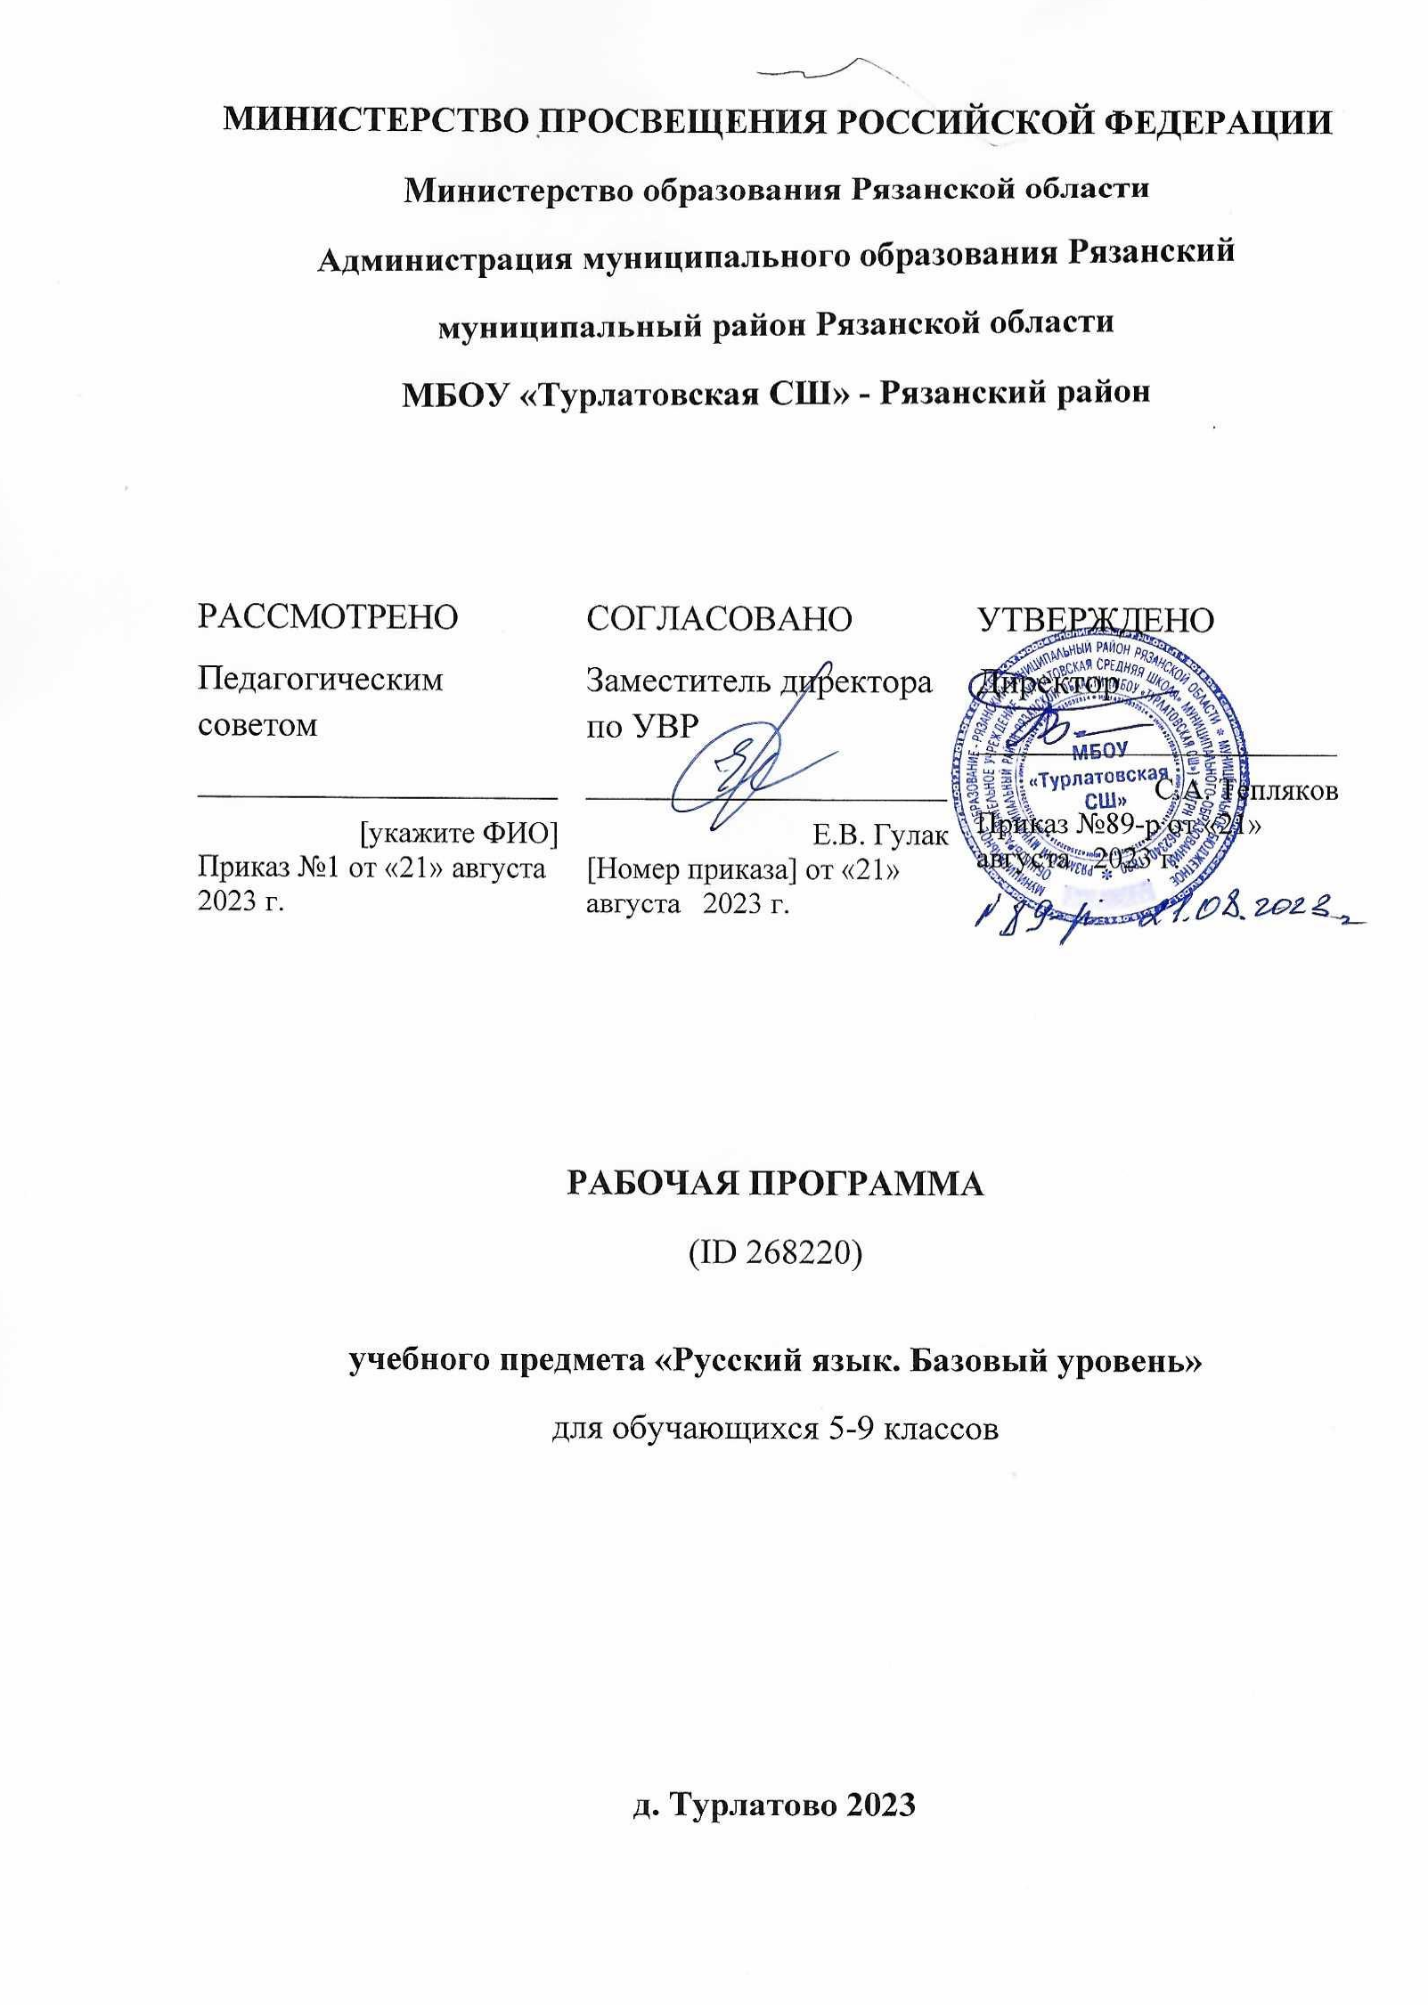 МИНИСТЕРСТВО ПРОСВЕЩЕНИЯ РОССИЙСКОЙ ФЕДЕРАЦИИ
Министерство образования Рязанской области
Администрация муниципального образования Рязанский
муниципальный район Рязанской области
МБОУ «Турлатовская СШ» - Рязанский район
РАССМОТРЕНО
Педагогическим
советом
[укажите ФИО]
Приказ №1 от «21» августа
2023 г.
СОГЛАСОВАНО
Заместитель директора
по УВР
Е.В. Гулак
[Номер приказа] от «21»
августа 2023 г.
УТВЕРЖДЕНО
Директор
С.А. Тепляков
Приказ №89-р от «21»
августа 2023 г.
МБОУ
«Турлатовская
СШ»
№89-р 21.08.2023г
РАБОЧАЯ ПРОГРАММА
(ID 268220)
учебного предмета «Русский язык. Базовый уровень»
для обучающихся 5-9 классов
д. Турлатово 2023